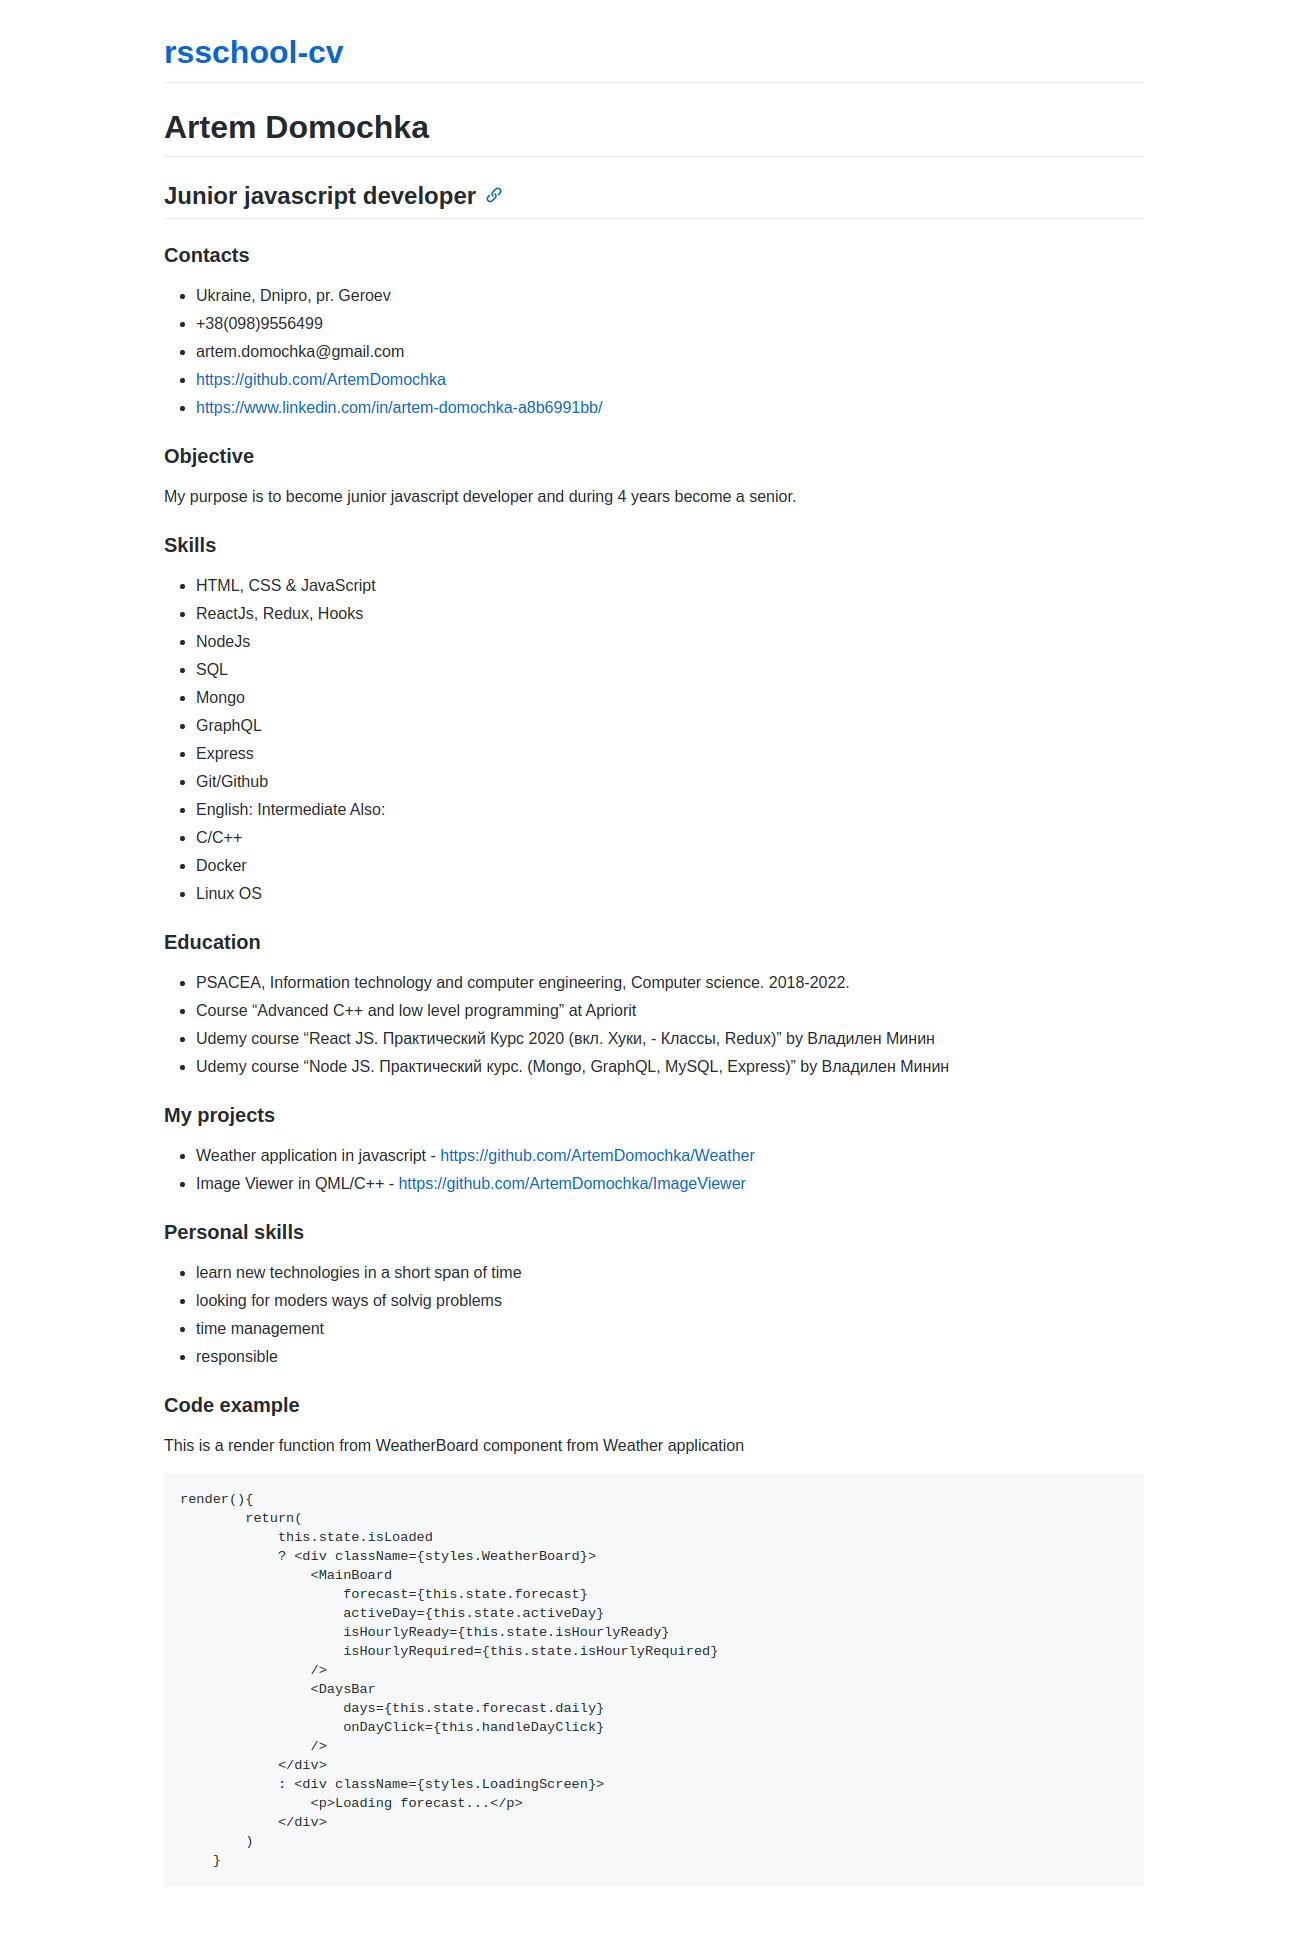 rsschool-cv
Artem Domochka
Junior javascript developer
Contacts
Ukraine, Dnipro, pr. Geroev
+38(098)9556499
artem.domochka@gmail.com
https://github.com/ArtemDomochka
https://www.linkedin.com/in/artem-domochka-a8b6991bb/
Objective
My purpose is to become junior javascript developer and during 4 years become a senior.
Skills
HTML, CSS & JavaScript
ReactJs, Redux, Hooks
NodeJs
SQL
Mongo
GraphQL
Express
Git/Github
English: Intermediate Also:
C/C++
Docker
Linux OS
Education
PSACEA, Information technology and computer engineering, Computer science. 2018-2022.
Course “Advanced C++ and low level programming” at Apriorit
Udemy course “React JS. Практический Курс 2020 (вкл. Хуки, - Классы, Redux)” by Владилен Минин
Udemy course “Node JS. Практический курс. (Mongo, GraphQL, MySQL, Express)” by Владилен Минин
My projects
Weather application in javascript - https://github.com/ArtemDomochka/Weather
Image Viewer in QML/C++ - https://github.com/ArtemDomochka/ImageViewer
Personal skills
learn new technologies in a short span of time
looking for moders ways of solvig problems
time management
responsible
Code example
This is a render function from WeatherBoard component from Weather application
render(){
        return(
            this.state.isLoaded
            ? <div className={styles.WeatherBoard}>
                <MainBoard
                    forecast={this.state.forecast}
                    activeDay={this.state.activeDay}
                    isHourlyReady={this.state.isHourlyReady}
                    isHourlyRequired={this.state.isHourlyRequired}
                />
                <DaysBar
                    days={this.state.forecast.daily}
                    onDayClick={this.handleDayClick}
                />
            </div>
            : <div className={styles.LoadingScreen}>
                <p>Loading forecast...</p>
            </div>
        )
    }